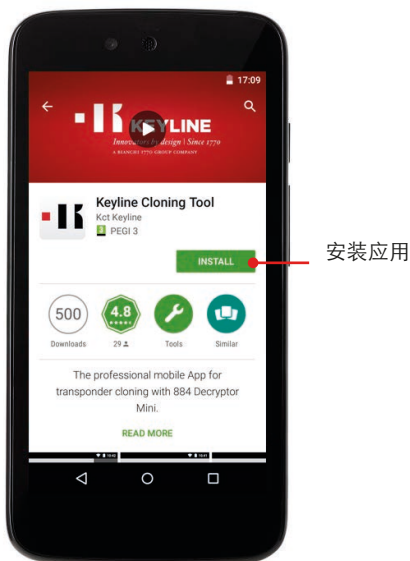 17:09
KEYLINE
Innovators by design | Since 1770
A BIANCHI 1770 GROUP COMPANY
Keyline Cloning Tool
Kct Keyline
3 PEGI 3
INSTALL
安装应用
500
4.8
Downloads
29
Tools
Similar
The professional mobile App for
transponder cloning with 884 Decryptor
Mini.
READ MORE